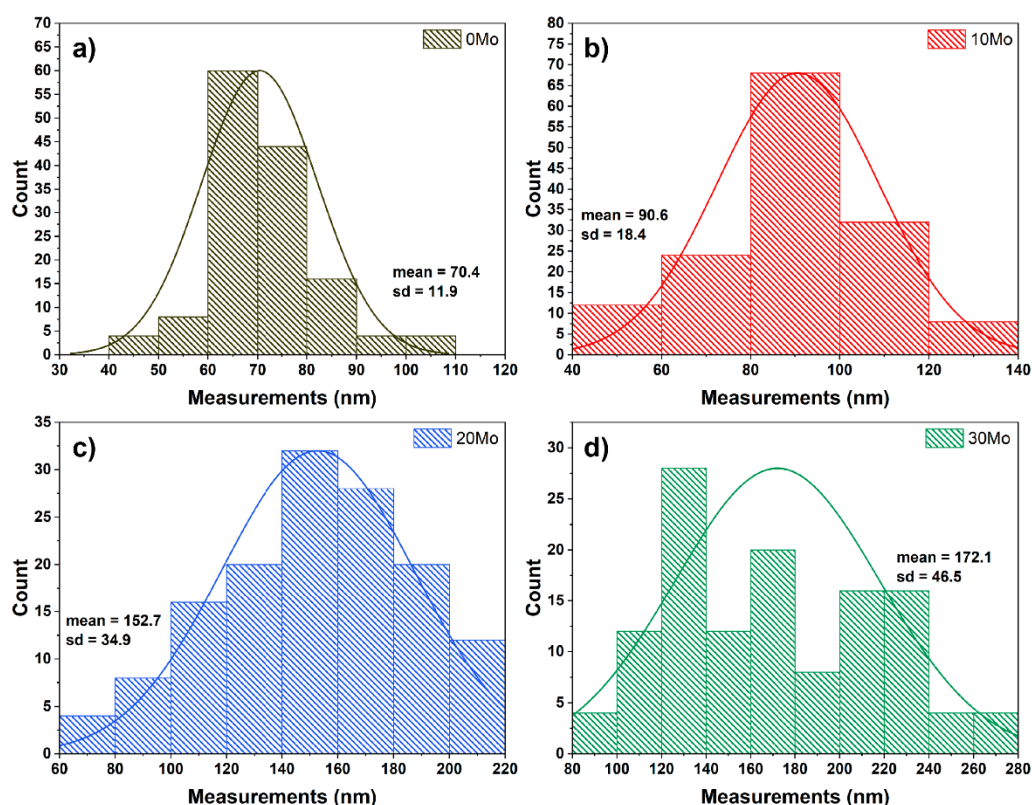 a)
0Mo
70
65
60
55
50
45
40
35
30
25
20
15
10
5
0
Count
mean = 70.4
sd = 11.9
30 40 50 60 70 80 90 100 110 120
Measurements (nm)
b)
10Mo
80
75
70
65
60
55
50
45
40
35
30
25
20
15
10
5
0
Count
mean = 90.6
sd = 18.4
40 60 80 100 120 140
Measurements (nm)
c)
20Mo
35
30
25
20
15
10
5
0
Count
mean = 152.7
sd = 34.9
60 80 100 120 140 160 180 200 220
Measurements (nm)
d)
30Mo
30
25
20
15
10
5
0
Count
mean = 172.1
sd = 46.5
80 100 120 140 160 180 200 220 240 260 280
Measurements (nm)